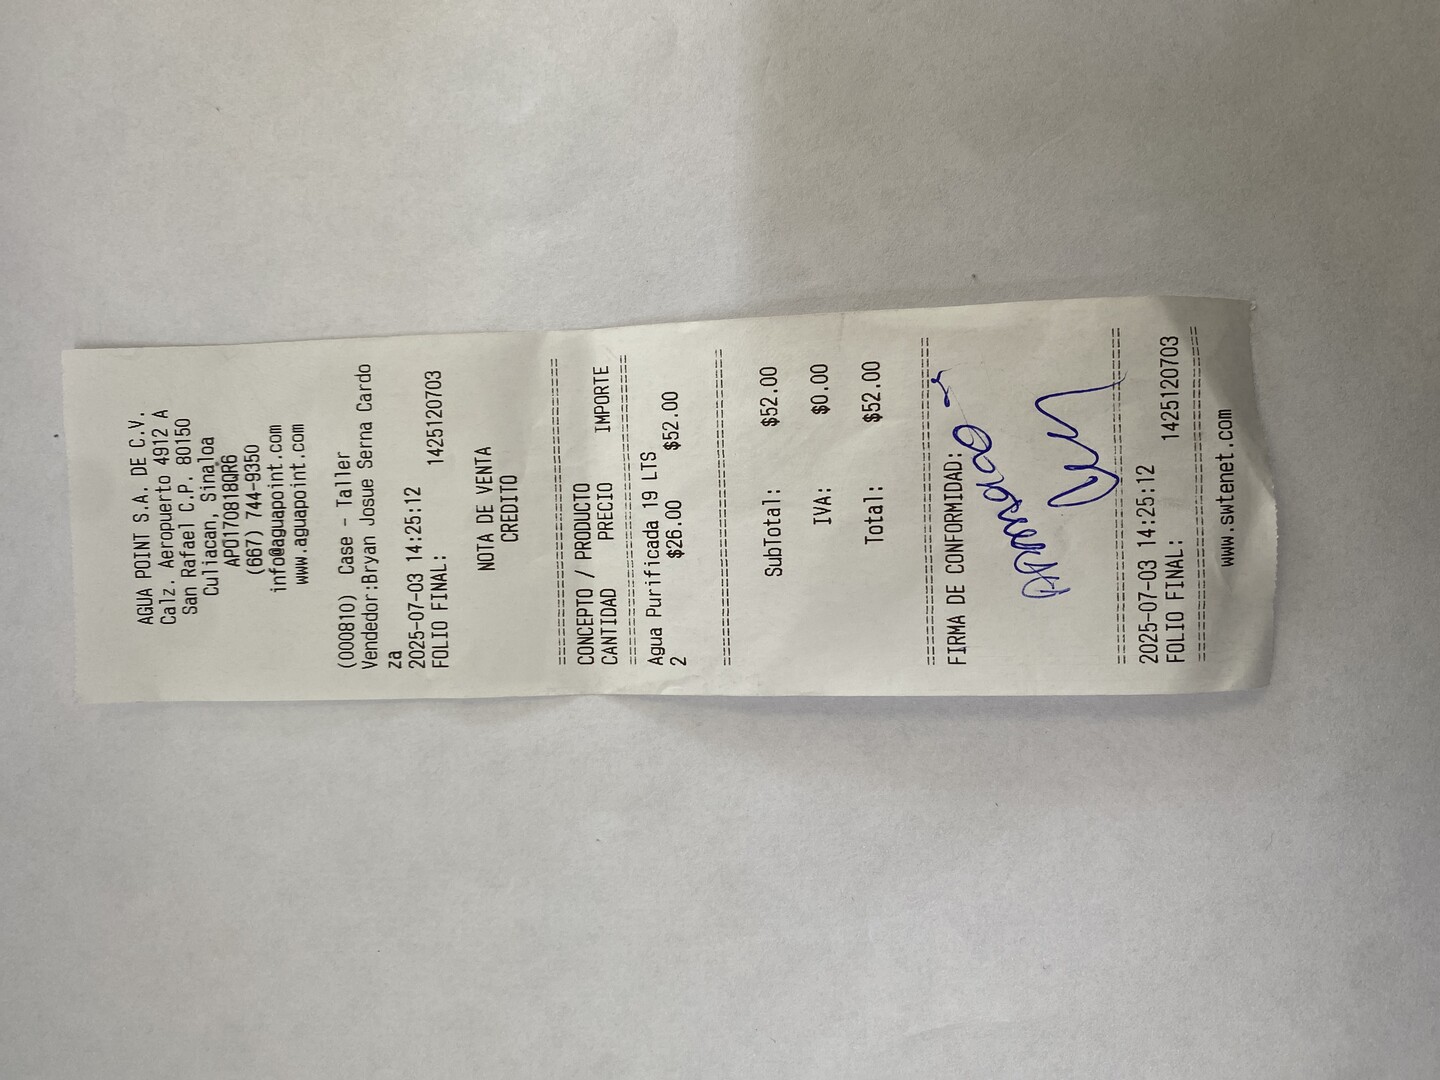 AGUA POINT S.A. DE C.V.
Calz. Aeropuerto 4912 A
San Rafael C.P. 80150
Culiacan, Sinaloa
APO170818QR6
(667) 744-9350
info@aguapoint.com
www.aguapoint.com
(000810) Case - Taller
Vendedor:Bryan Josue Serna Cardo
za
2025-07-03 14:25:12
FOLIO FINAL: 1425120703
NOTA DE VENTA
CREDITO
================================
CONCEPTO / PRODUCTO
CANTIDAD PRECIO IMPORTE
================================
Agua Purificada 19 LTS
2 $26.00 $52.00
================================
SubTotal: $52.00
IVA: $0.00
Total: $52.00
================================
FIRMA DE CONFORMIDAD:
================================
2025-07-03 14:25:12
FOLIO FINAL: 1425120703
================================
www.swtenet.com